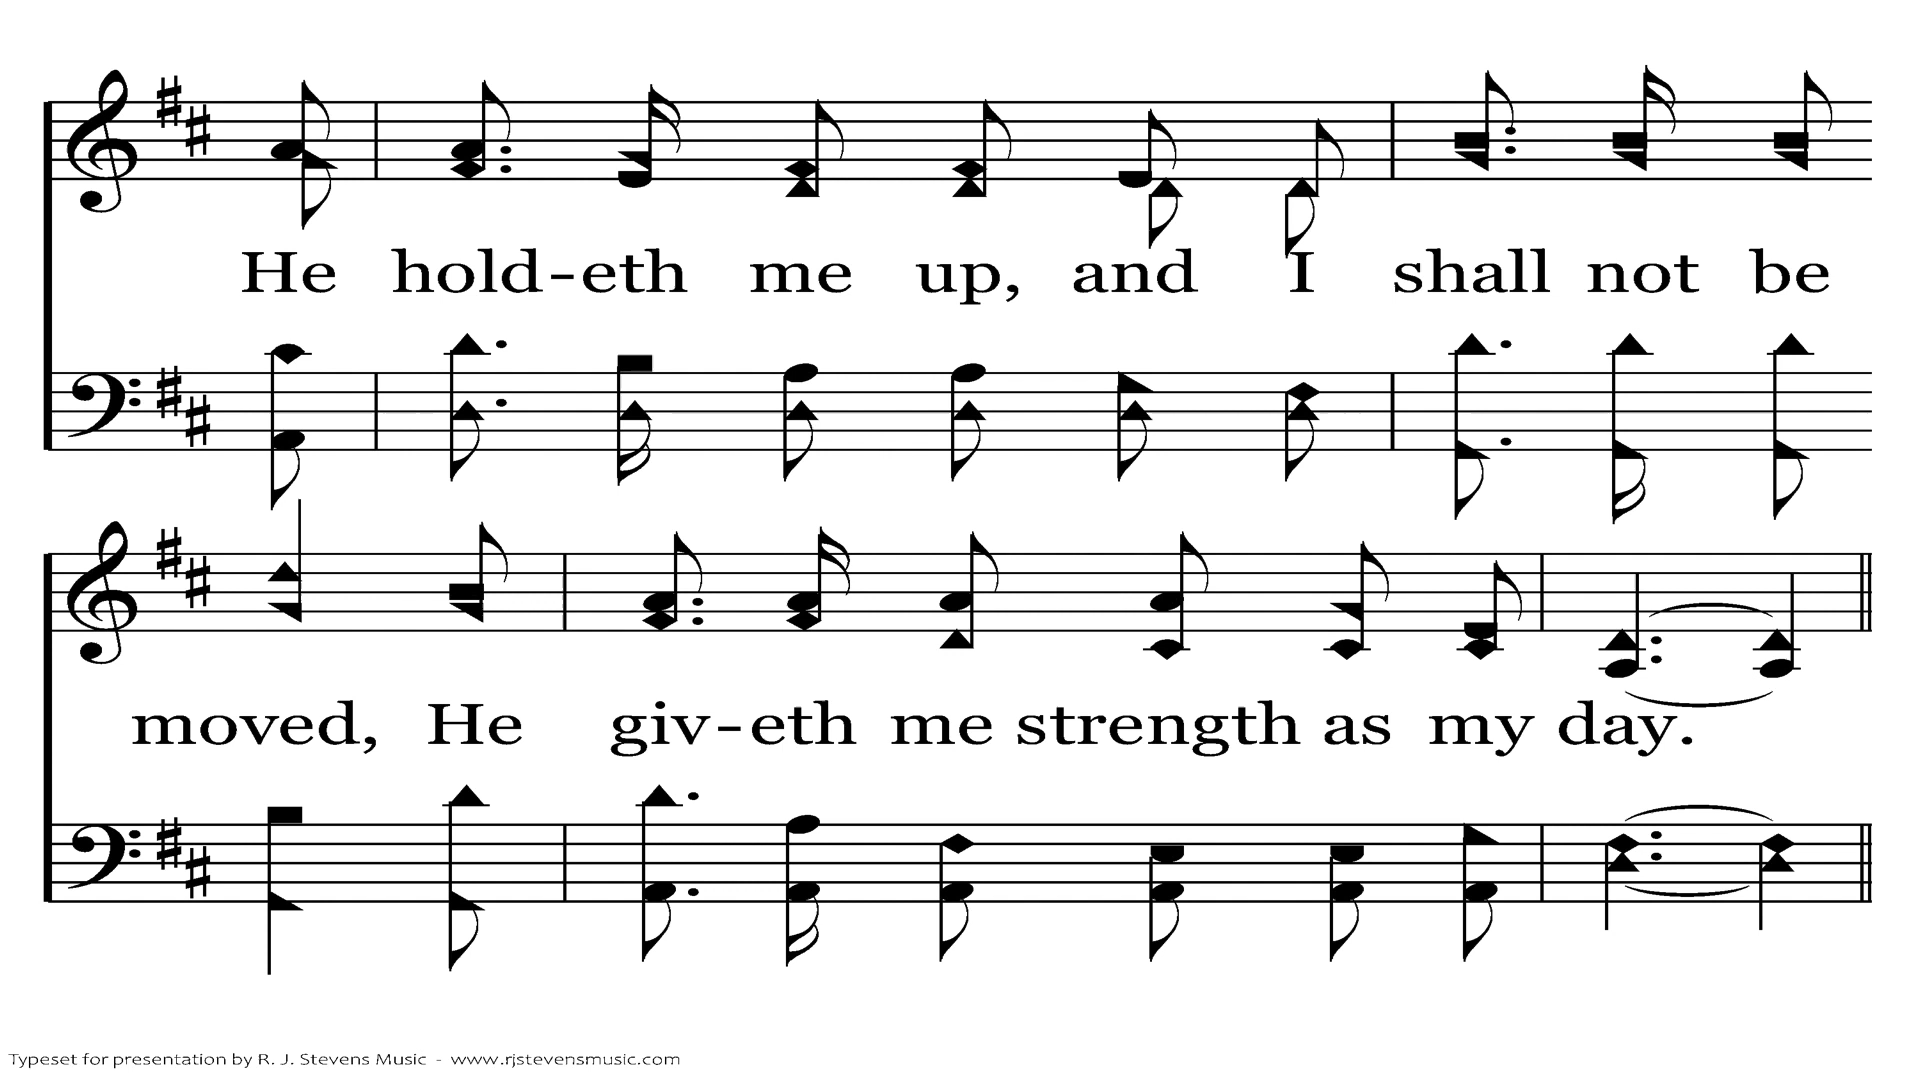 He hold-eth me up, and I shall not be
moved, He giv-eth me strength as my day.
Typeset for presentation by R. J. Stevens Music - www.rjstevensmusic.com